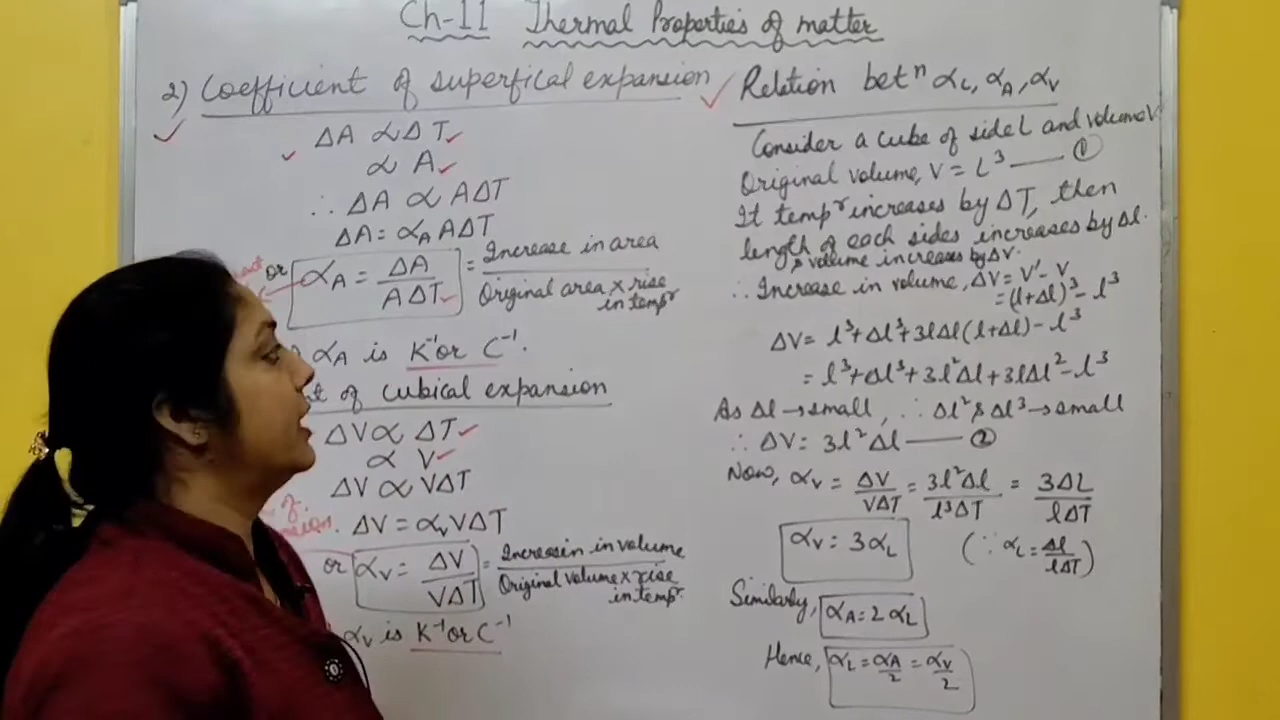 Ch-11 Thermal Properties of matter
2) Coefficient of superfical expansion
ΔA ∝ Δ T
∝ A
∴ ΔA ∝ AΔT
ΔA = α_A AΔT
or α_A = ΔA / AΔT = Increase in area / Original area × rise in tempr
α_A is K⁻¹ or C⁻¹.
of cubical expansion
ΔV ∝ ΔT
∝ V
ΔV ∝ VΔT
ΔV = α_v VΔT
or α_v = ΔV / VΔT = Increasein in volume / Original volume × rise in tempr
α_v is K⁻¹ or C⁻¹
Relation betⁿ α_L, α_A, α_V
Consider a cube of side L and volume V
Original volume, V = L³ —— ①
If tempr increases by ΔT, then
length of each sides increases by Δl.
& volume increases by ΔV.
∴ Increase in volume, ΔV = V' - V
= (l+Δl)³ - l³
ΔV = l³+Δl³+3lΔl(l+Δl) - l³
= l³+Δl³+3l²Δl+3lΔl² - l³
As Δl → small, ∴ Δl² & Δl³ → small
∴ ΔV = 3l²Δl —— ②
Now, α_v = ΔV / VΔT = 3l²Δl / l³ΔT = 3ΔL / lΔT
α_v = 3α_L (∵ α_L = Δl / lΔT)
Similarly, α_A = 2α_L
Hence, α_L = α_A / 2 = α_V / 2